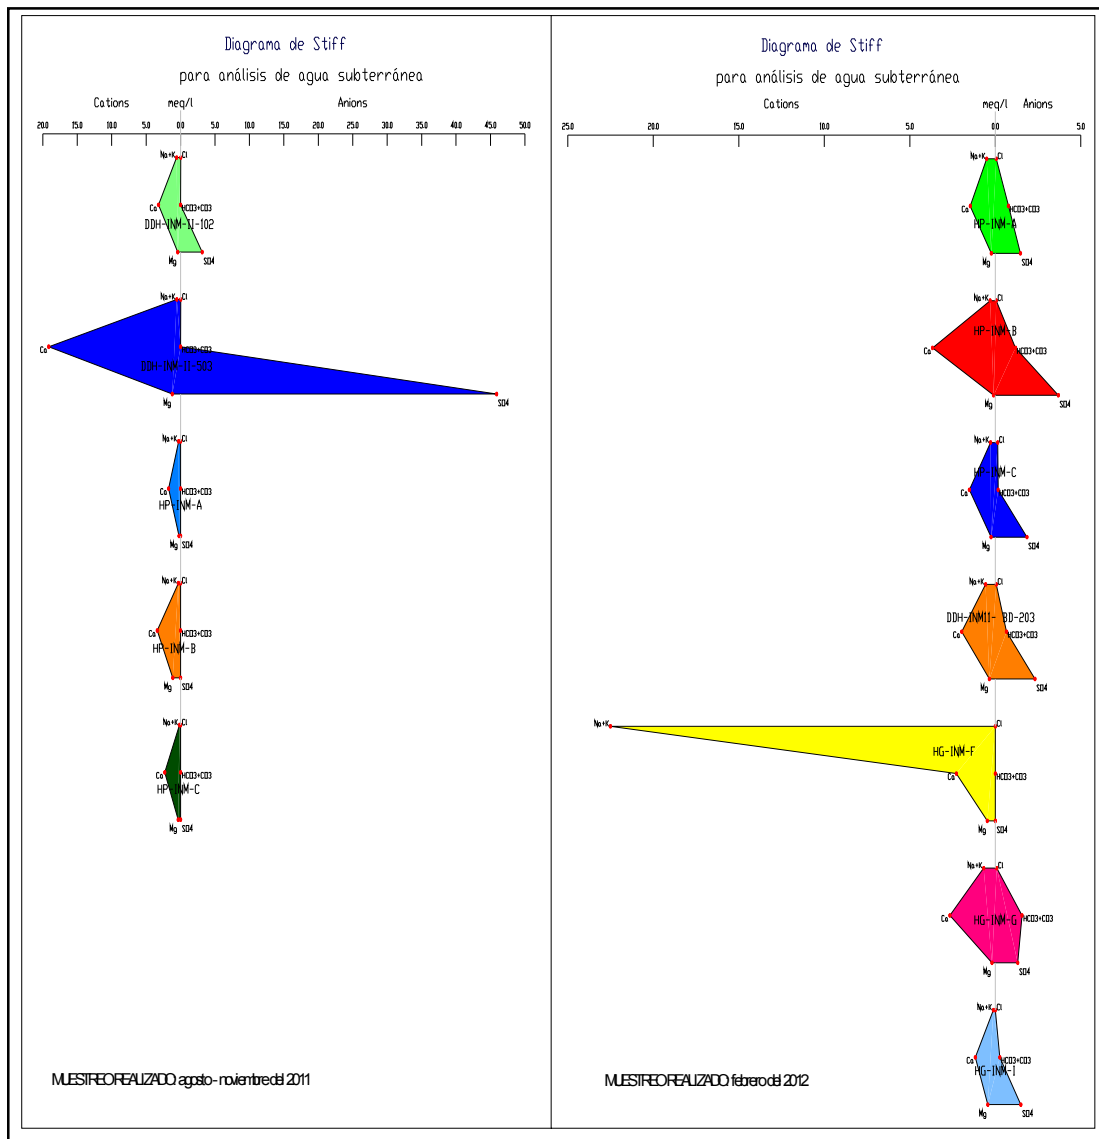 Diagrama de Stiff
para análisis de agua subterránea
Cations meq/l Anions
20.0 15.0 10.0 5.0 0.0 5.0 10.0 15.0 20.0 25.0 30.0 35.0 40.0 45.0 50.0
Na+K Cl
Ca HCO3+CO3
DDH-INM-II-102
Mg SO4
Na+K Cl
Ca HCO3+CO3
DDH-INM-II-503
Mg SO4
Na+K Cl
Ca HCO3+CO3
HP-INM-A
Mg SO4
Na+K Cl
Ca HCO3+CO3
HP-INM-B
Mg SO4
Na+K Cl
Ca HCO3+CO3
HP-INM-C
Mg SO4
MUESTREO REALIZADO: agosto - noviembre del 2011
Diagrama de Stiff
para análisis de agua subterránea
Cations meq/l Anions
25.0 20.0 15.0 10.0 5.0 0.0 5.0
Na+K Cl
Ca HCO3+CO3
HP-INM-A
Mg SO4
Na+K Cl
HP-INM-B
Ca HCO3+CO3
Mg SO4
Na+K Cl
HP-INM-C
Ca HCO3+CO3
Mg SO4
Na+K Cl
DDH-INM11- BD-203
Ca HCO3+CO3
Mg SO4
Na+K Cl
HG-INM-F
Ca HCO3+CO3
Mg SO4
Na+K Cl
Ca HCO3+CO3
HG-INM-G
Mg SO4
Na+K Cl
Ca HCO3+CO3
HG-INM-I
Mg SO4
MUESTREO REALIZADO: febrero del 2012